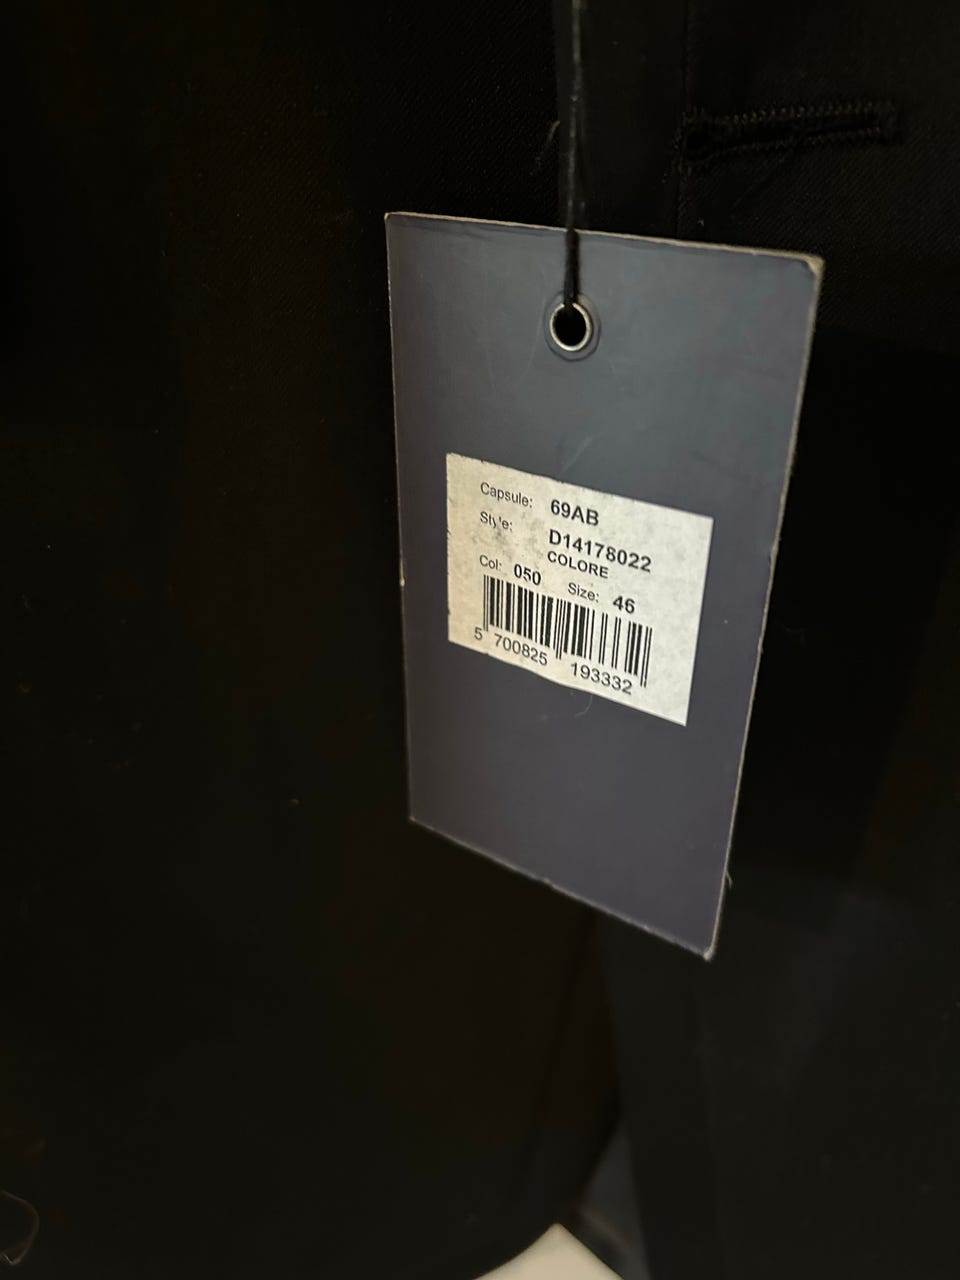 Capsule: 69AB
Style: D14178022
COLORE
Col: 050 Size: 46
5 700825 193332